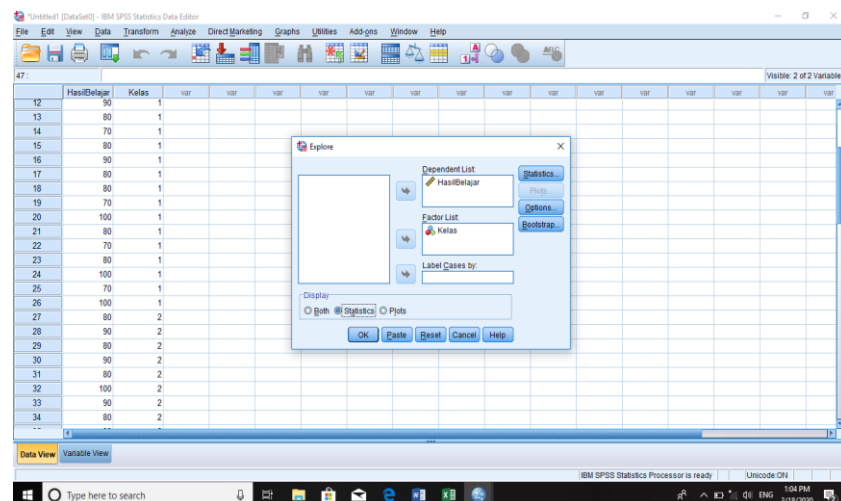 *Untitled1 [DataSet0] - IBM SPSS Statistics Data Editor
File Edit View Data Transform Analyze Direct Marketing Graphs Utilities Add-ons Window Help
47 :
Visible: 2 of 2 Variable
HasilBelajar Kelas var var var var var var var var var var var var var
12 90 1
13 80 1
14 70 1
15 80 1
16 90 1
17 80 1
18 80 1
19 70 1
20 100 1
21 80 1
22 70 1
23 80 1
24 100 1
25 70 1
26 100 1
27 80 2
28 90 2
29 80 2
30 90 2
31 80 2
32 100 2
33 90 2
34 80 2
Explore
Dependent List:
HasilBelajar
Factor List:
Kelas
Label Cases by:
Statistics...
Plots...
Options...
Bootstrap...
Display
Both Statistics Plots
OK Paste Reset Cancel Help
Data View Variable View
IBM SPSS Statistics Processor is ready Unicode:ON
Type here to search
ENG
1:04 PM
2/18/2020